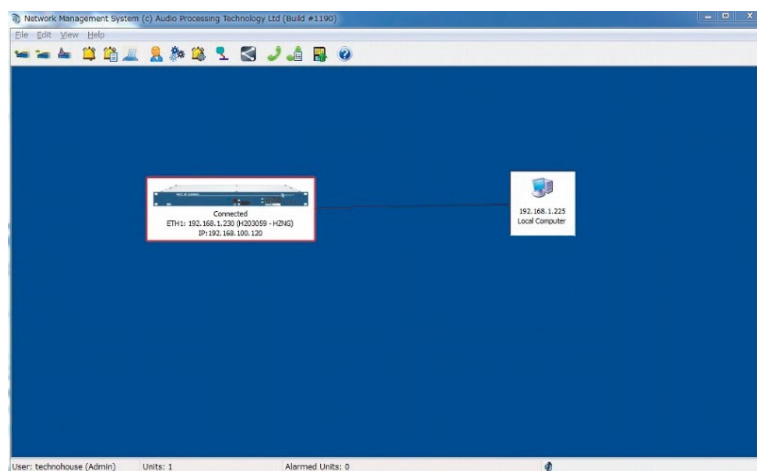 Network Management System (c) Audio Processing Technology Ltd (Build #1190)
File Edit View Help
Connected
ETH1: 192.168.1.230 (H203059 - HZNG)
IP:192.168.100.120
192.168.1.225
Local Computer
User: technohouse (Admin) Units: 1 Alarmed Units: 0